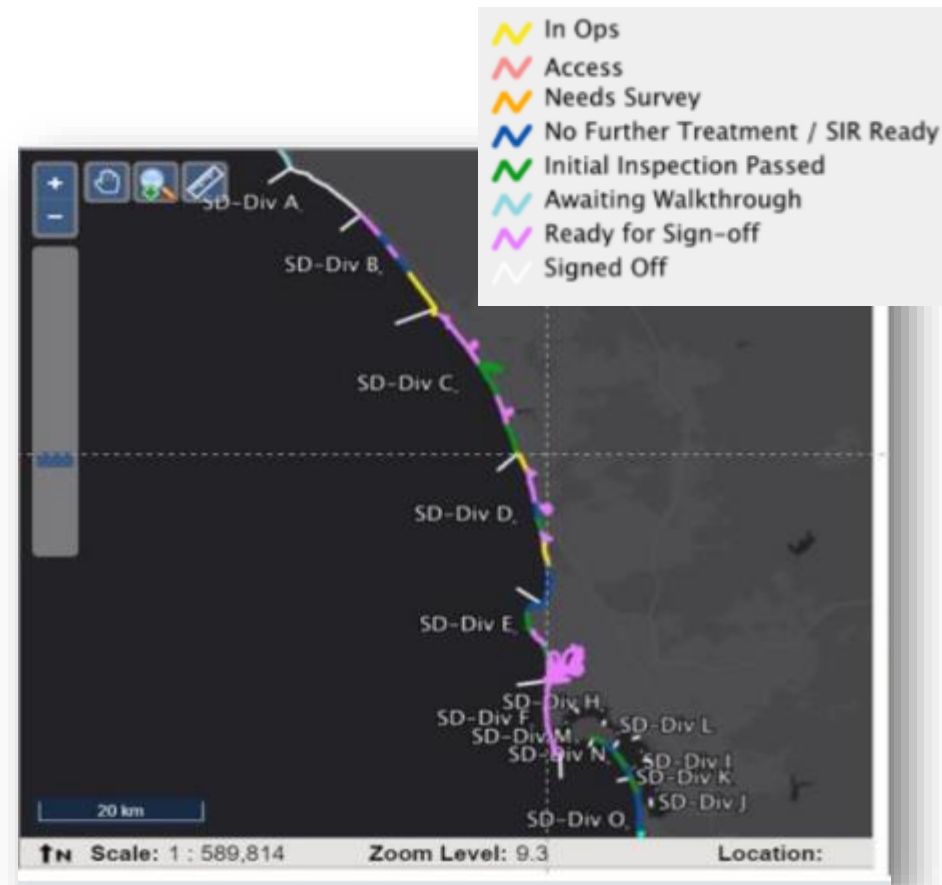 In Ops
Access
Needs Survey
No Further Treatment / SIR Ready
Initial Inspection Passed
Awaiting Walkthrough
Ready for Sign-off
Signed Off
+
−
SD-Div A
SD-Div B
SD-Div C
SD-Div D
SD-Div E
SD-Div H
SD-Div F
SD-Div L
SD-Div M
SD-Div N
SD-Div I
SD-Div K
SD-Div J
SD-Div O
20 km
N Scale: 1 : 589,814 Zoom Level: 9.3 Location: